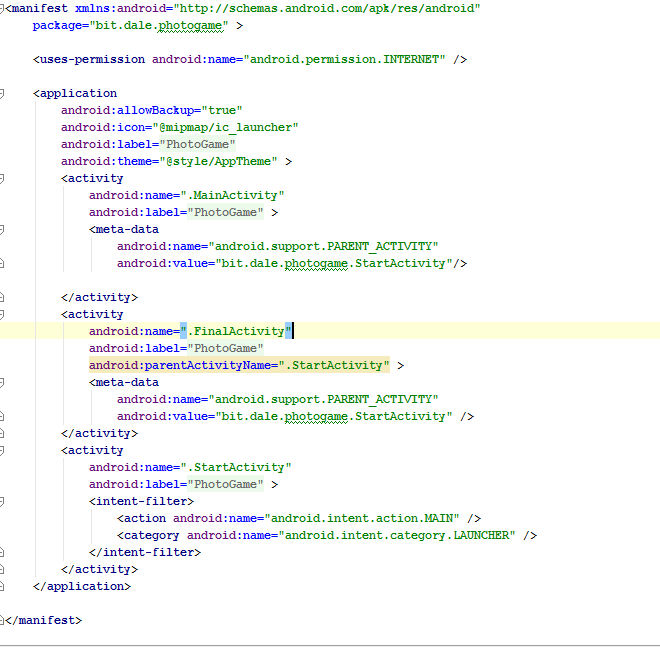 <manifest xmlns:android="http://schemas.android.com/apk/res/android"
package="bit.dale.photogame" >
<uses-permission android:name="android.permission.INTERNET" />
<application
android:allowBackup="true"
android:icon="@mipmap/ic_launcher"
android:label="PhotoGame"
android:theme="@style/AppTheme" >
<activity
android:name=".MainActivity"
android:label="PhotoGame" >
<meta-data
android:name="android.support.PARENT_ACTIVITY"
android:value="bit.dale.photogame.StartActivity"/>
</activity>
<activity
android:name=".FinalActivity"
android:label="PhotoGame"
android:parentActivityName=".StartActivity" >
<meta-data
android:name="android.support.PARENT_ACTIVITY"
android:value="bit.dale.photogame.StartActivity" />
</activity>
<activity
android:name=".StartActivity"
android:label="PhotoGame" >
<intent-filter>
<action android:name="android.intent.action.MAIN" />
<category android:name="android.intent.category.LAUNCHER" />
</intent-filter>
</activity>
</application>
</manifest>